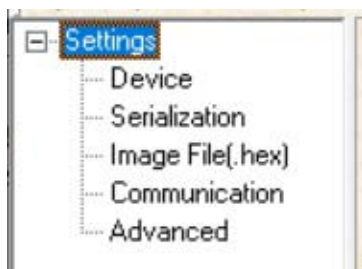 Settings
Device
Serialization
Image File(.hex)
Communication
Advanced